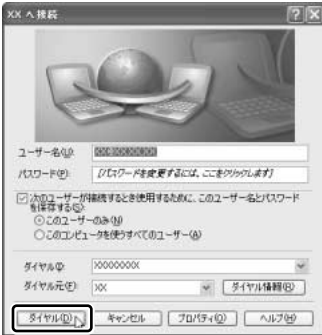 XX へ接続
ユーザー名(U):
パスワード(P): [パスワードを変更するには、ここをクリックします]
次のユーザーが接続するとき使用するために、このユーザー名とパスワード
を保存する(S):
このユーザーのみ(N)
このコンピュータを使うすべてのユーザー(A)
ダイヤル(I): XXXXXXXX
ダイヤル元(E): XX ダイヤル情報(R)
ダイヤル(D) キャンセル プロパティ(O) ヘルプ(H)